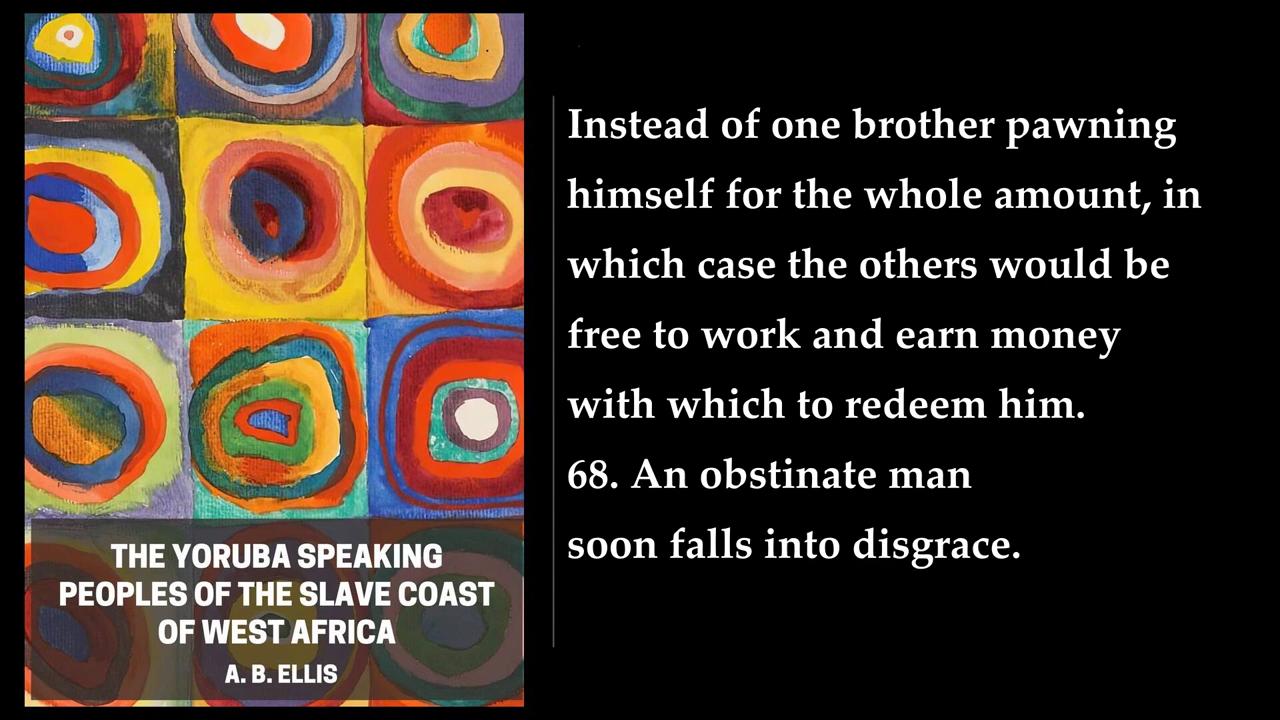 THE YORUBA SPEAKING
PEOPLES OF THE SLAVE COAST
OF WEST AFRICA
A. B. ELLIS
Instead of one brother pawning
himself for the whole amount, in
which case the others would be
free to work and earn money
with which to redeem him.
68. An obstinate man
soon falls into disgrace.